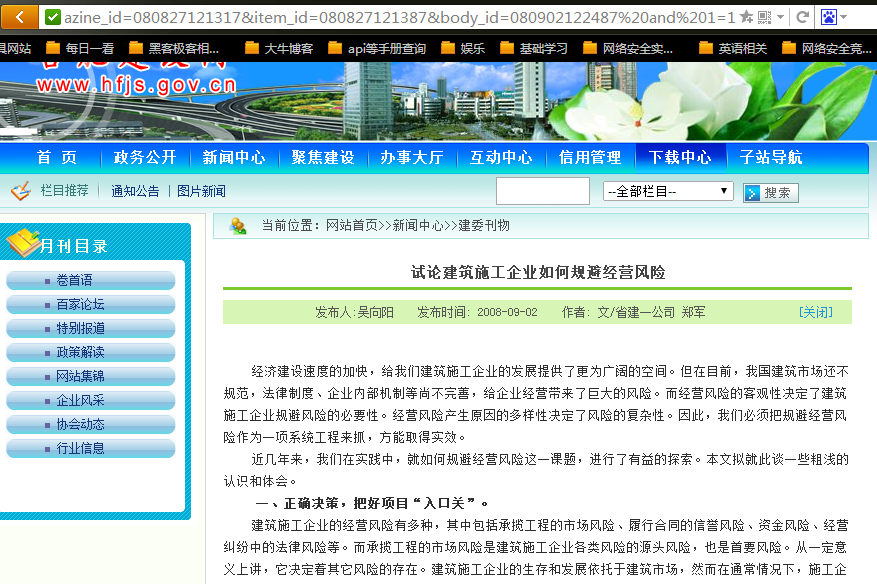 azine_id=080827121317&item_id=080827121387&body_id=080902122487%20and%201=1
具网站 每日一看 黑客极客相... 大牛博客 api等手册查询 娱乐 基础学习 网络安全实... 英语相关 网络安全竞...
www.hfjs.gov.cn
首 页 政务公开 新闻中心 聚焦建设 办事大厅 互动中心 信用管理 下载中心 子站导航
栏目推荐 通知公告 | 图片新闻 --全部栏目-- 搜索
当前位置：网站首页>>新闻中心>>建委刊物
月刊目录
卷首语
百家论坛
特别报道
政策解读
网站集锦
企业风采
协会动态
行业信息
试论建筑施工企业如何规避经营风险
发布人:吴向阳 发布时间: 2008-09-02 作者: 文/省建一公司 郑军 [关闭]
经济建设速度的加快，给我们建筑施工企业的发展提供了更为广阔的空间。但在目前，我国建筑市场还不
规范，法律制度、企业内部机制等尚不完善，给企业经营带来了巨大的风险。而经营风险的客观性决定了建筑
施工企业规避风险的必要性。经营风险产生原因的多样性决定了风险的复杂性。因此，我们必须把规避经营风
险作为一项系统工程来抓，方能取得实效。
近几年来，我们在实践中，就如何规避经营风险这一课题，进行了有益的探索。本文拟就此谈一些粗浅的
认识和体会。
一、正确决策，把好项目“入口关”。
建筑施工企业的经营风险有多种，其中包括承揽工程的市场风险、履行合同的信誉风险、资金风险、经营
纠纷中的法律风险等。而承揽工程的市场风险是建筑施工企业各类风险的源头风险，也是首要风险。从一定意
义上讲，它决定着其它风险的存在。建筑施工企业的生存和发展依托于建筑市场，然而在通常情况下，施工企